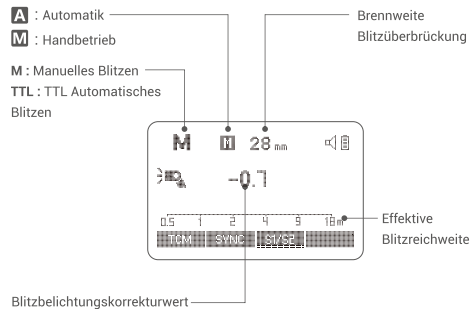 A : Automatik
M : Handbetrieb
M : Manuelles Blitzen
TTL : TTL Automatisches
Blitzen
Brennweite
Blitzüberbrückung
M M 28 mm
-0.7
0.5 1 2 4 9 18 m
TCM SYNC S1/S2
Effektive
Blitzreichweite
Blitzbelichtungskorrekturwert